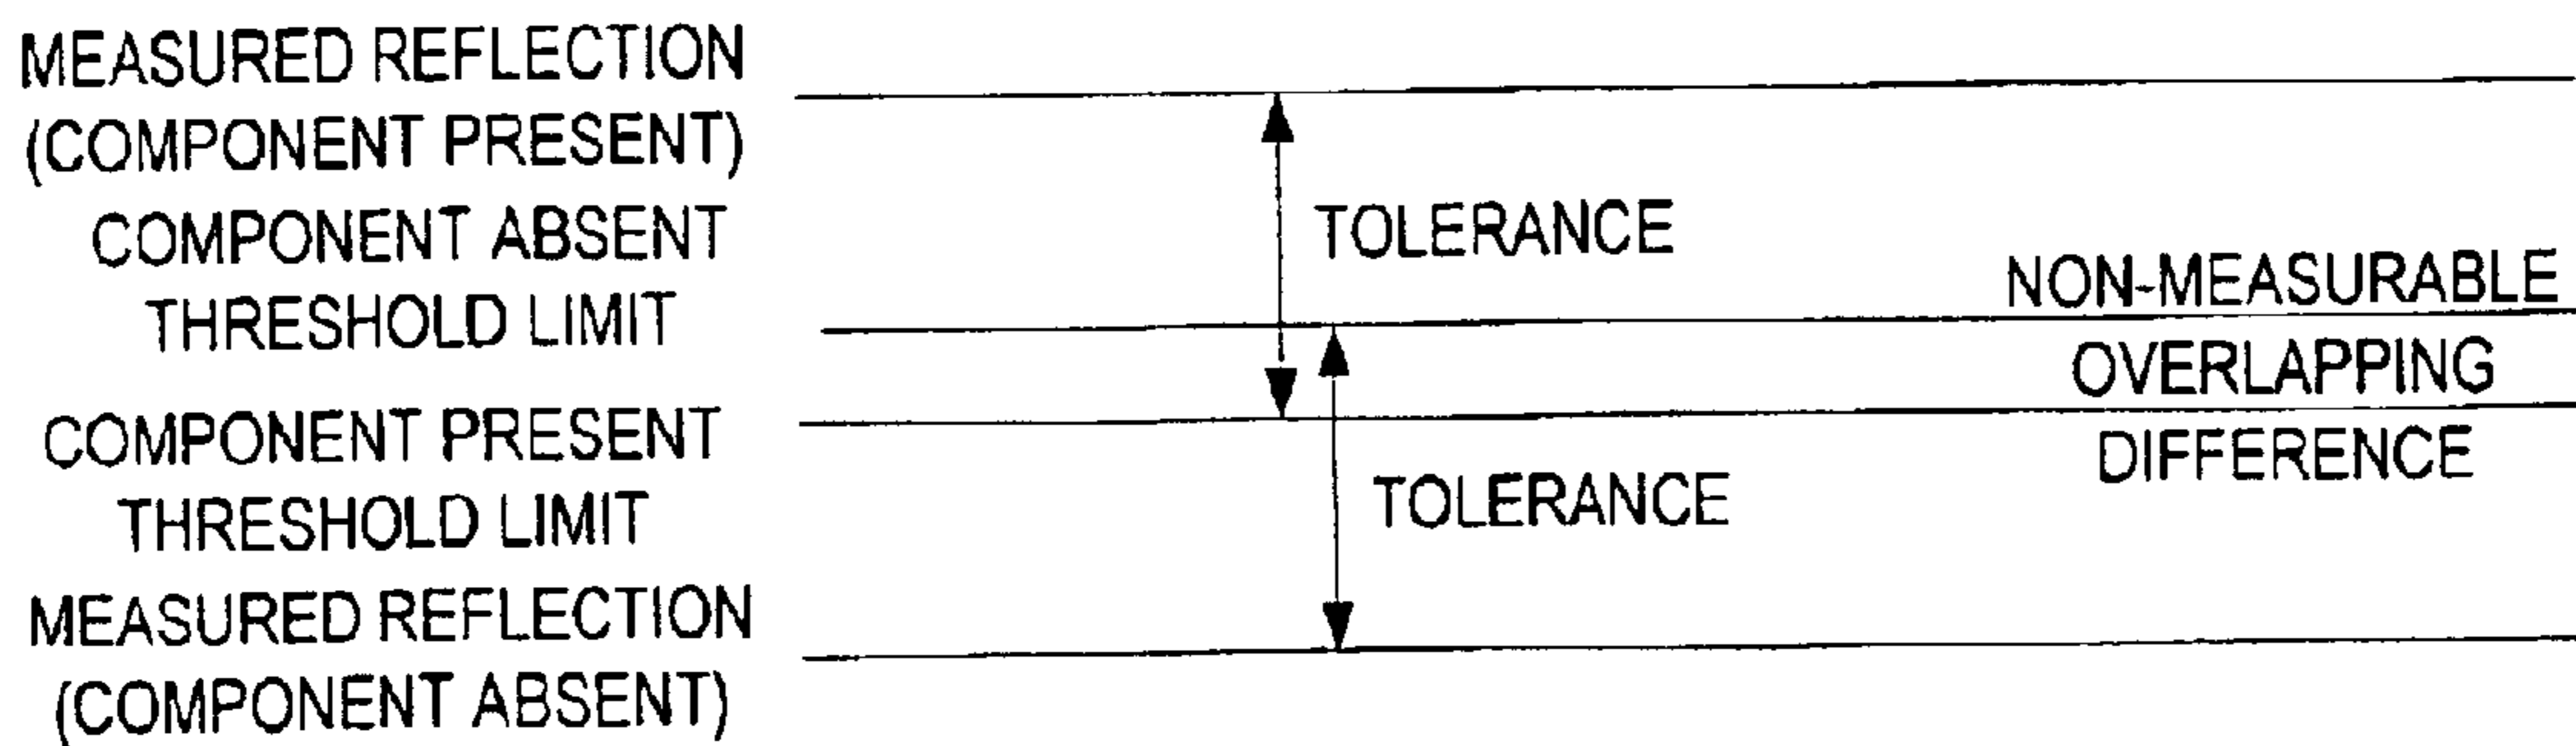 MEASURED REFLECTION
(COMPONENT PRESENT)
COMPONENT ABSENT
THRESHOLD LIMIT
COMPONENT PRESENT
THRESHOLD LIMIT
MEASURED REFLECTION
(COMPONENT ABSENT)
TOLERANCE
TOLERANCE
NON-MEASURABLE
OVERLAPPING
DIFFERENCE